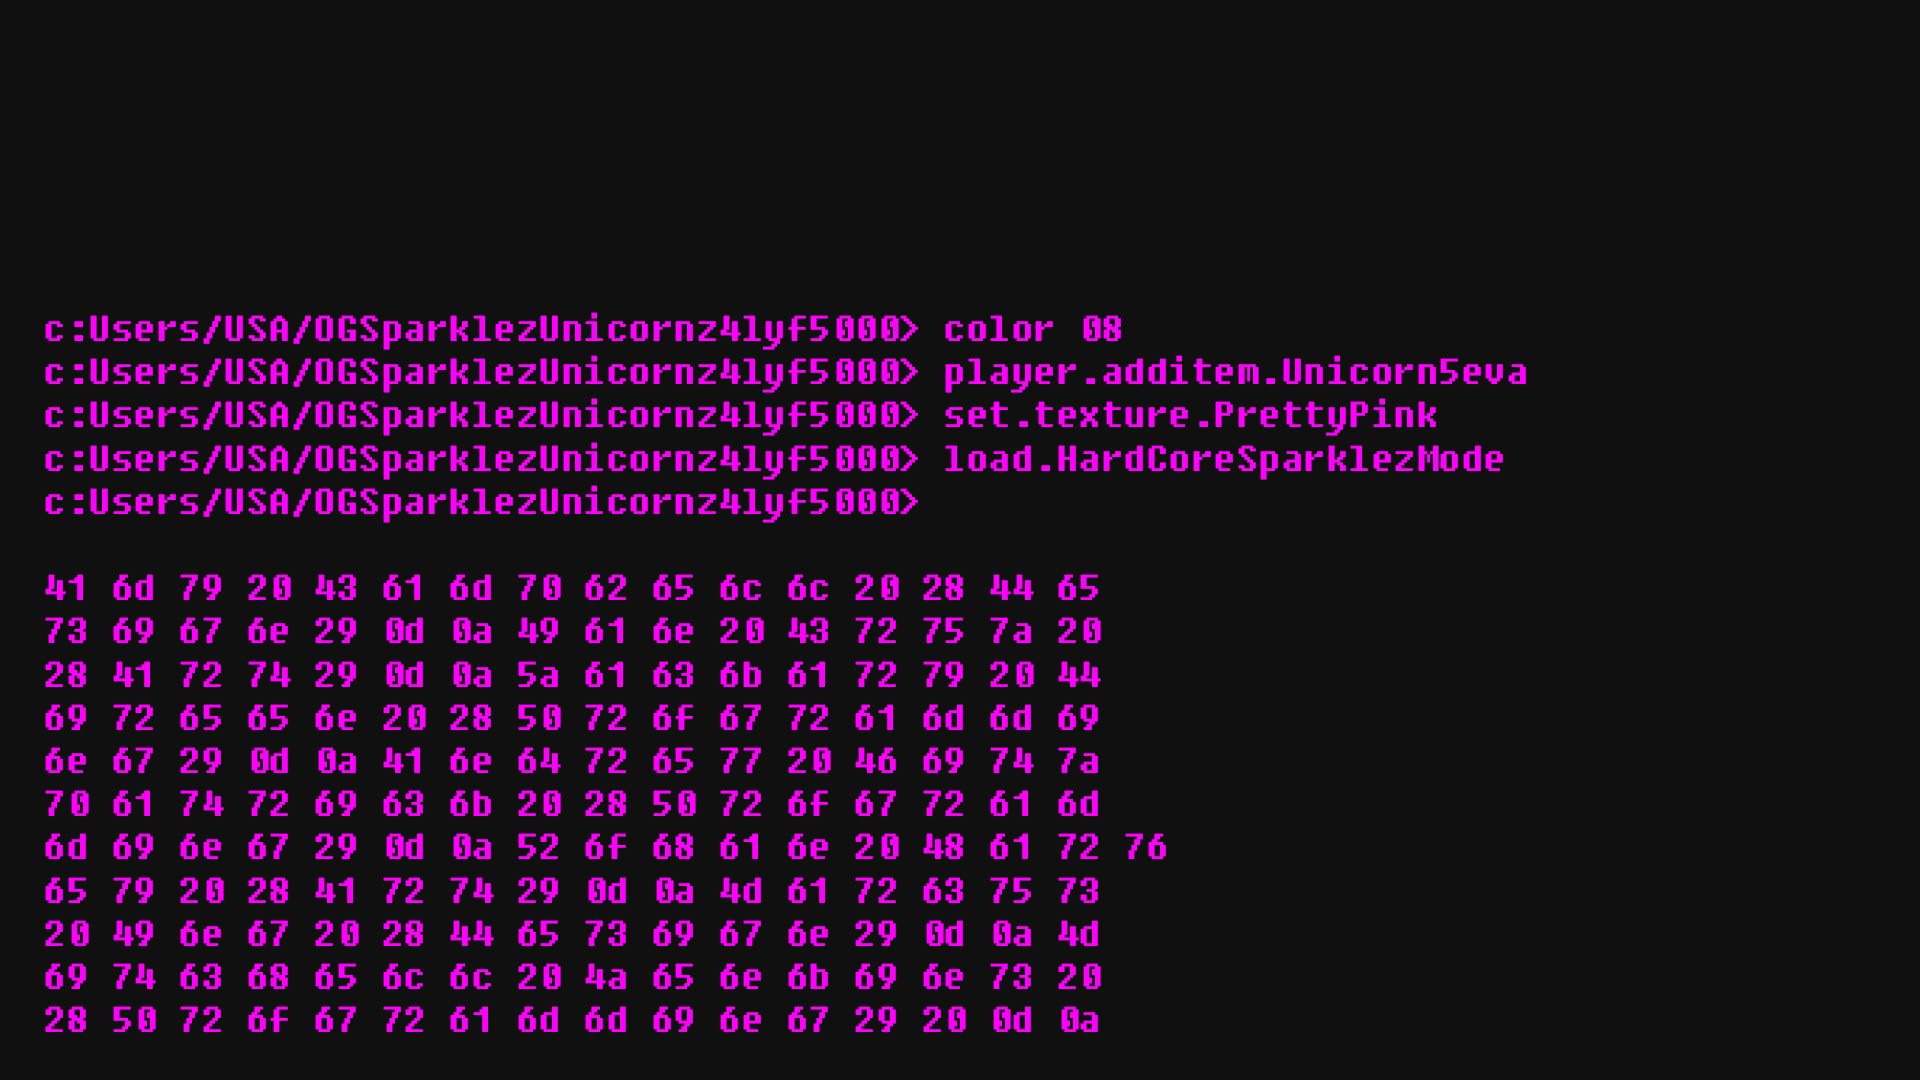 c:Users/USA/OGSparklezUnicornz4lyf5000> color 08
c:Users/USA/OGSparklezUnicornz4lyf5000> player.additem.Unicorn5eva
c:Users/USA/OGSparklezUnicornz4lyf5000> set.texture.PrettyPink
c:Users/USA/OGSparklezUnicornz4lyf5000> load.HardCoreSparklezMode
c:Users/USA/OGSparklezUnicornz4lyf5000>
41 6d 79 20 43 61 6d 70 62 65 6c 6c 20 28 44 65
73 69 67 6e 29 0d 0a 49 61 6e 20 43 72 75 7a 20
28 41 72 74 29 0d 0a 5a 61 63 6b 61 72 79 20 44
69 72 65 65 6e 20 28 50 72 6f 67 72 61 6d 6d 69
6e 67 29 0d 0a 41 6e 64 72 65 77 20 46 69 74 7a
70 61 74 72 69 63 6b 20 28 50 72 6f 67 72 61 6d
6d 69 6e 67 29 0d 0a 52 6f 68 61 6e 20 48 61 72 76
65 79 20 28 41 72 74 29 0d 0a 4d 61 72 63 75 73
20 49 6e 67 20 28 44 65 73 69 67 6e 29 0d 0a 4d
69 74 63 68 65 6c 6c 20 4a 65 6e 6b 69 6e 73 20
28 50 72 6f 67 72 61 6d 6d 69 6e 67 29 20 0d 0a